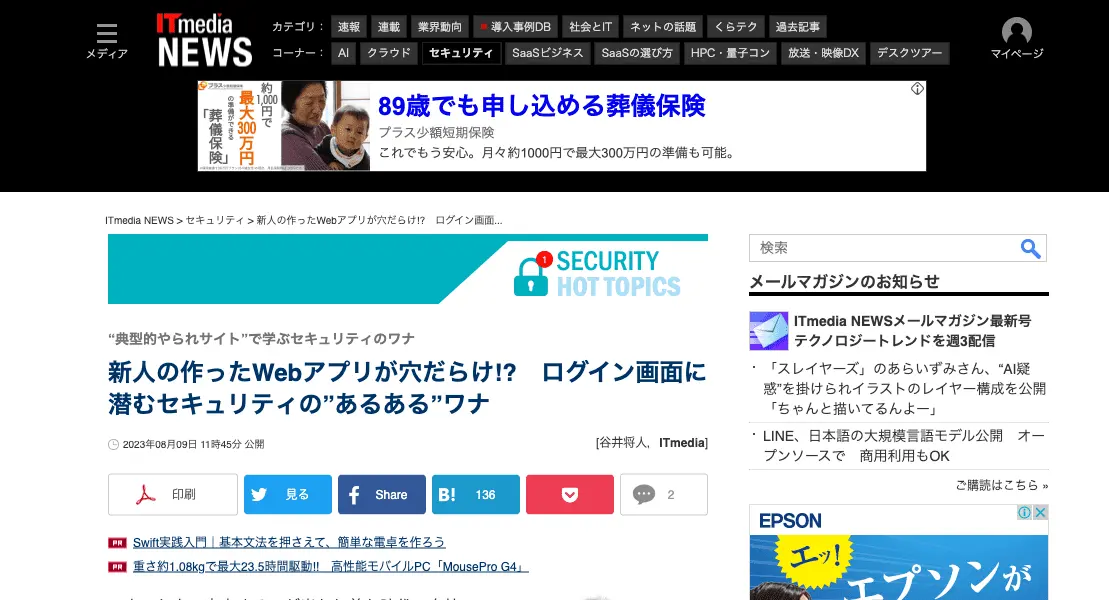 メディア
ITmedia NEWS
カテゴリ： 速報 連載 業界動向 導入事例DB 社会とIT ネットの話題 くらテク 過去記事
コーナー： AI クラウド セキュリティ SaaSビジネス SaaSの選び方 HPC・量子コン 放送・映像DX デスクツアー
マイページ
プラス少額短期保険
約1,000円で
最大300万円
の準備ができる
「葬儀保険」
89歳でも申し込める葬儀保険
プラス少額短期保険
これでもう安心。月々約1000円で最大300万円の準備も可能。
ITmedia NEWS > セキュリティ > 新人の作ったWebアプリが穴だらけ!?　ログイン画面...
1
SECURITY
HOT TOPICS
“典型的やられサイト”で学ぶセキュリティのワナ
新人の作ったWebアプリが穴だらけ!?　ログイン画面に
潜むセキュリティの”あるある”ワナ
2023年08月09日 11時45分 公開
[谷井将人，ITmedia]
印刷 見る Share B! 136 2
PR Swift実践入門｜基本文法を押さえて、簡単な電卓を作ろう
PR 重さ約1.08kgで最大23.5時間駆動!!　高性能モバイルPC「MousePro G4」
検索
メールマガジンのお知らせ
ITmedia NEWSメールマガジン最新号
テクノロジートレンドを週3配信
・「スレイヤーズ」のあらいずみさん、“AI疑
惑”を掛けられイラストのレイヤー構成を公開
「ちゃんと描いてるんよー」
・LINE、日本語の大規模言語モデル公開　オー
プンソースで　商用利用もOK
ご購読はこちら »
EPSON
エッ!
エプソンが